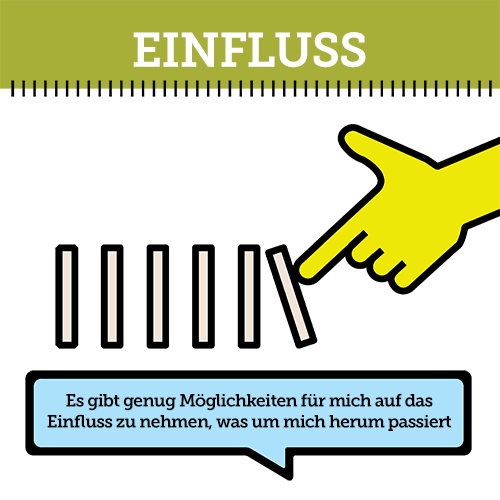 EINFLUSS
Es gibt genug Möglichkeiten für mich auf das
Einfluss zu nehmen, was um mich herum passiert